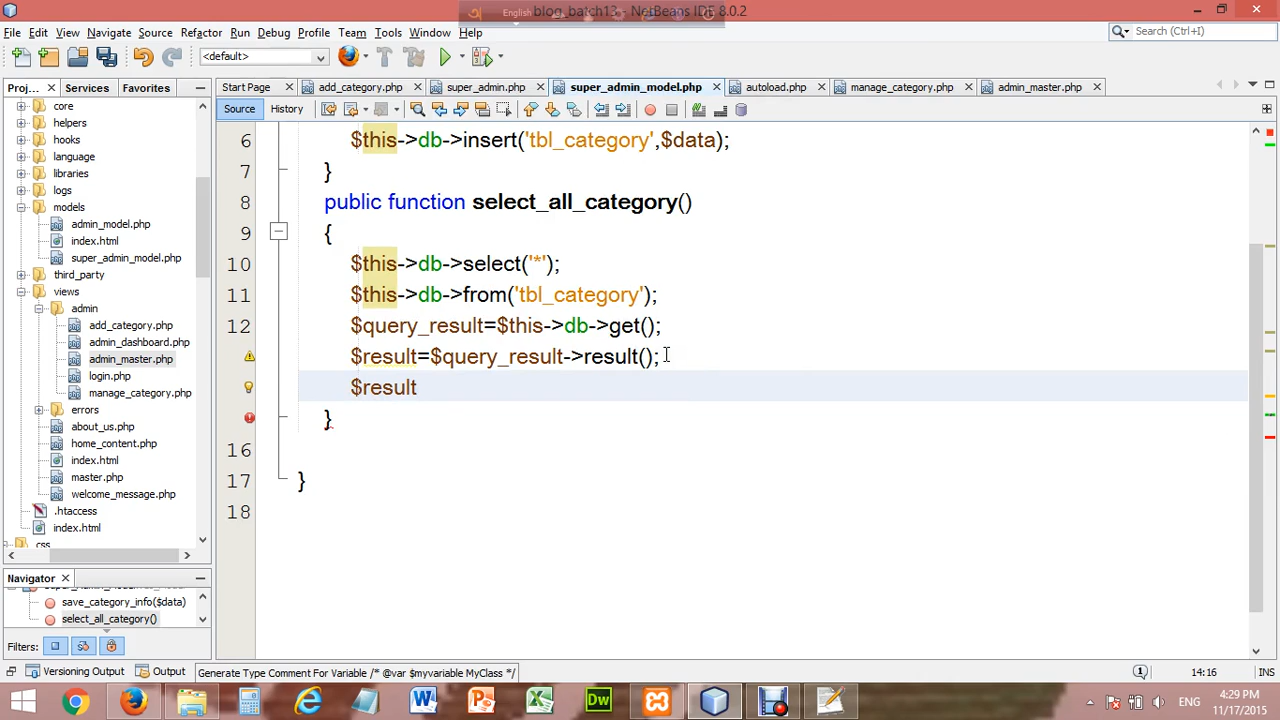 blog_batch13 - NetBeans IDE 8.0.2
English
File Edit View Navigate Source Refactor Run Debug Profile Team Tools Window Help
Search (Ctrl+I)
<default>
Proj... Services Favorites
Start Page add_category.php super_admin.php super_admin_model.php autoload.php manage_category.php admin_master.php
Source History
core
helpers
hooks
language
libraries
logs
models
admin_model.php
index.html
super_admin_model.php
third_party
views
admin
add_category.php
admin_dashboard.php
admin_master.php
login.php
manage_category.php
errors
about_us.php
home_content.php
index.html
master.php
welcome_message.php
.htaccess
index.html
css
6 $this->db->insert('tbl_category',$data);
7 }
8 public function select_all_category()
9 {
10 $this->db->select('*');
11 $this->db->from('tbl_category');
12 $query_result=$this->db->get();
$result=$query_result->result();
$result
}
16
17 }
18
Navigator
save_category_info($data)
select_all_category()
Filters:
Versioning Output Output Generate Type Comment For Variable /* @var $myvariable MyClass */
14:16 INS
ENG
4:29 PM
11/17/2015